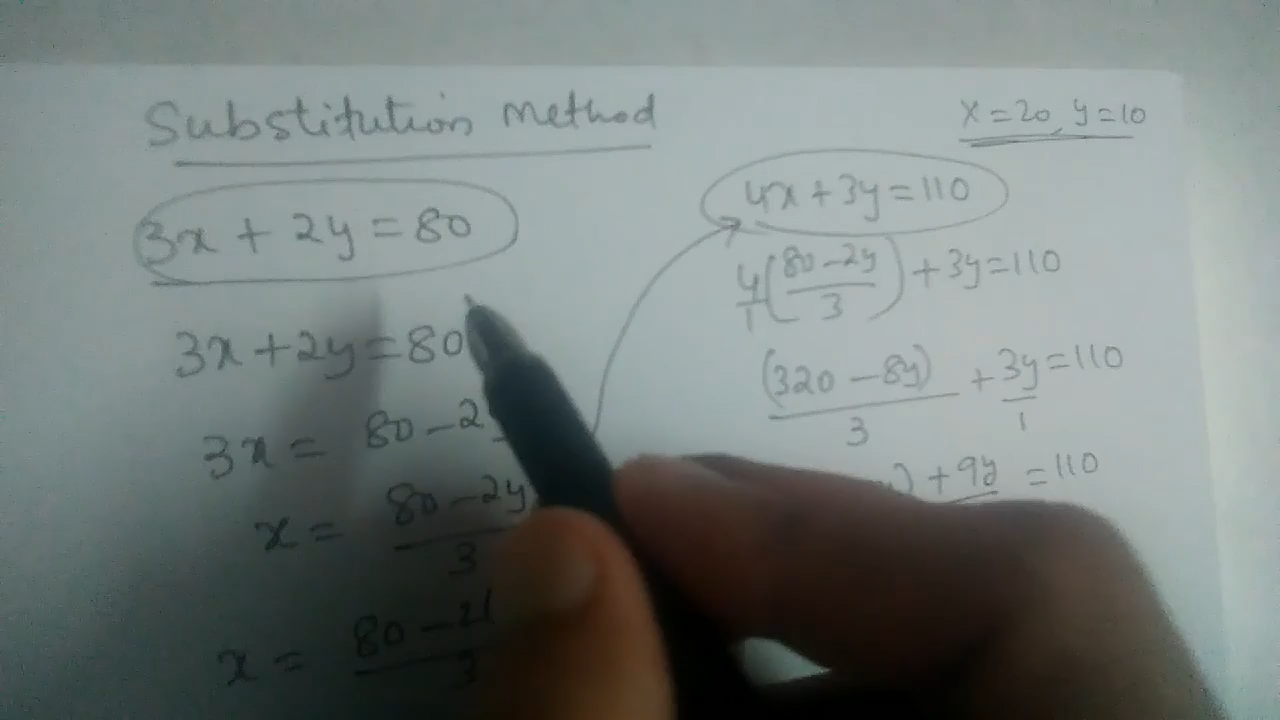 Substitution Method
x=20, y=10
3x + 2y = 80
3x+2y=80
3x = 80-2
x = 80-2y/3
x = 80-2
4x+3y=110
4/1(80-2y/3)+3y=110
(320-8y)/3 + 3y/1 = 110
) + 9y = 110